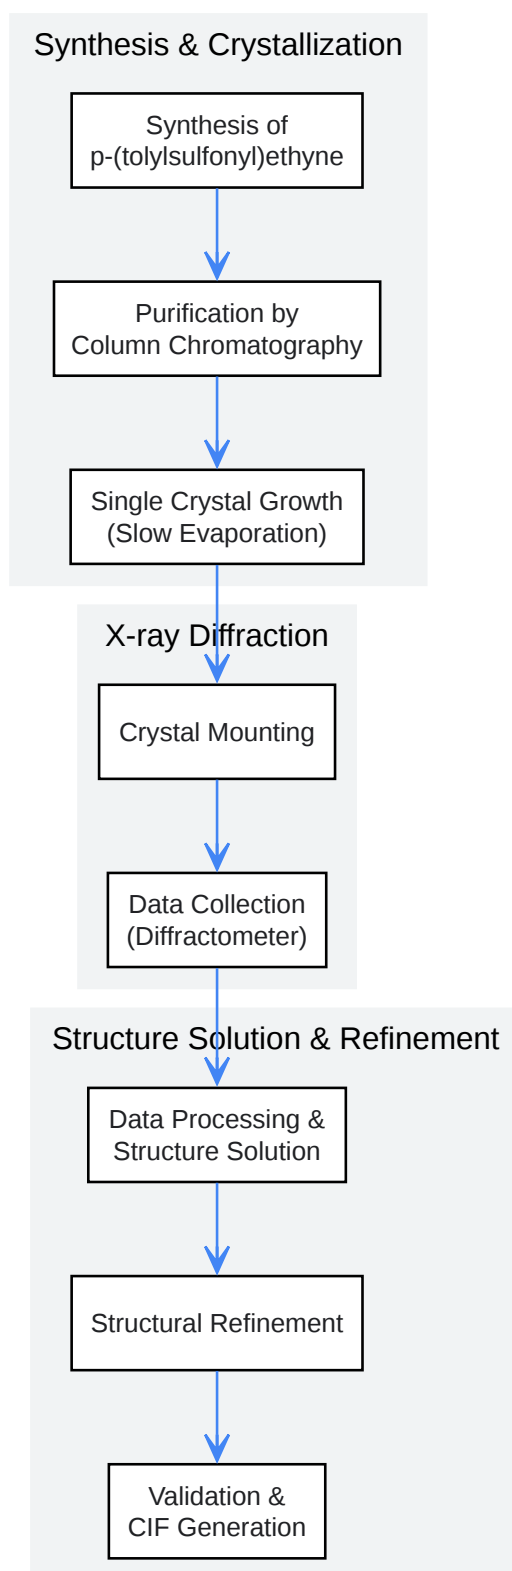 Synthesis & Crystallization
Synthesis of
p-(tolylsulfonyl)ethyne
Purification by
Column Chromatography
Single Crystal Growth
(Slow Evaporation)
X-ray Diffraction
Crystal Mounting
Data Collection
(Diffractometer)
Structure Solution & Refinement
Data Processing &
Structure Solution
Structural Refinement
Validation &
CIF Generation